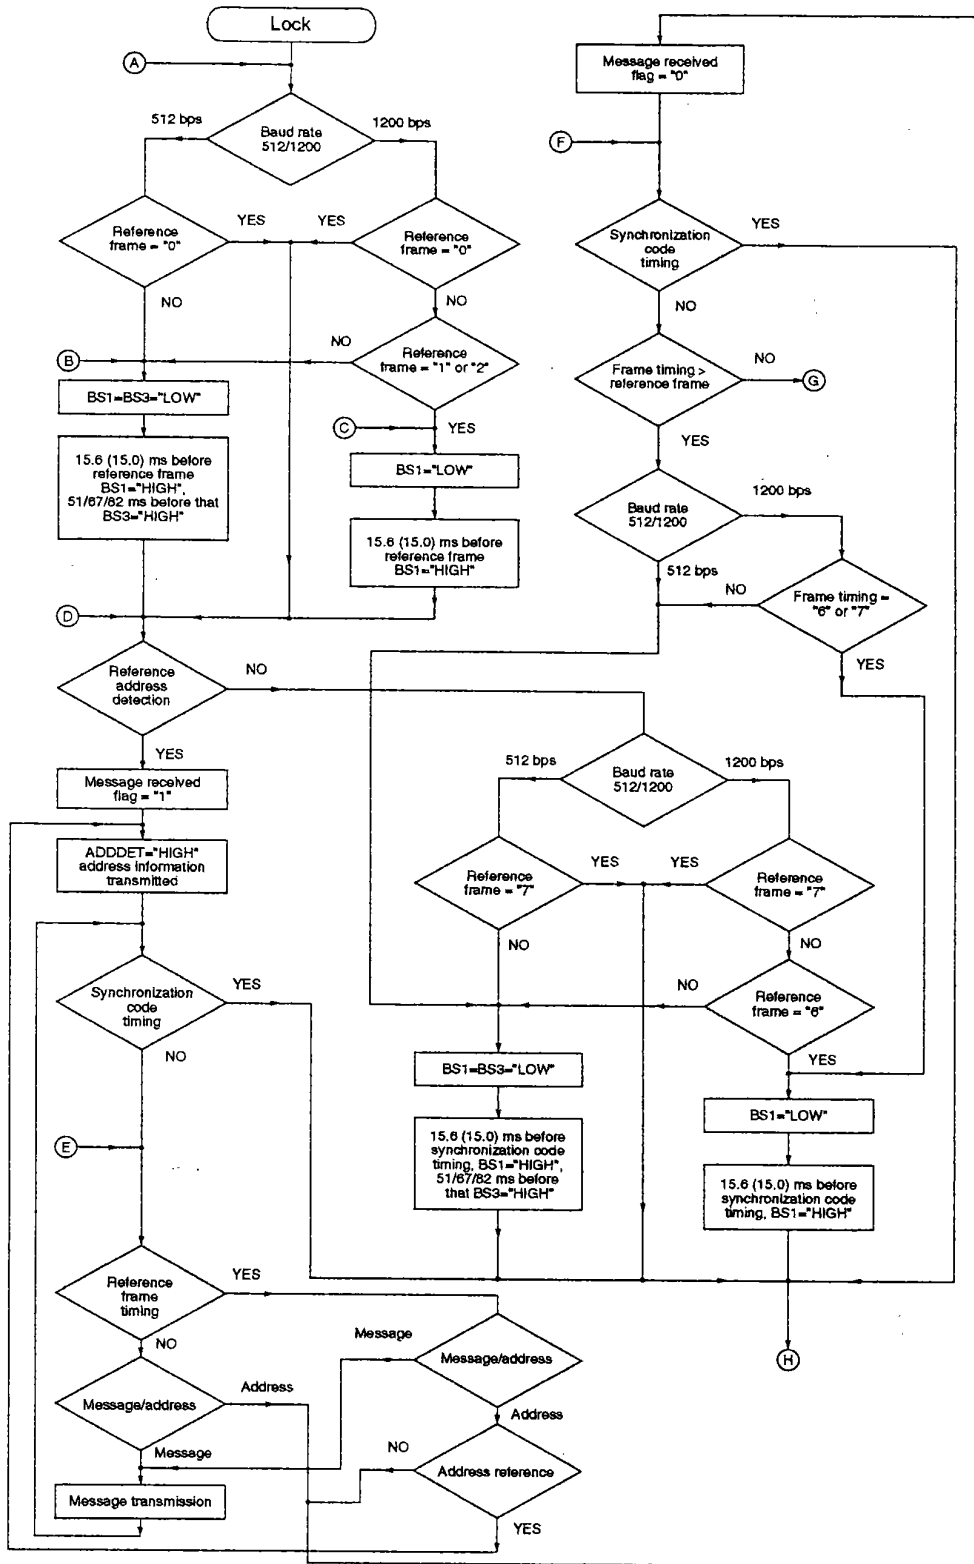 Lock
A
512 bps
1200 bps
Baud rate
512/1200
Reference
frame = "0"
YES
YES
Reference
frame = "0"
NO
NO
B
NO
Reference
frame = "1" or "2"
BS1=BS3="LOW"
C
YES
15.6 (15.0) ms before
reference frame
BS1="HIGH",
51/67/82 ms before that
BS3="HIGH"
BS1="LOW"
15.6 (15.0) ms before
reference frame
BS1="HIGH"
D
Reference
address
detection
NO
YES
Message received
flag = "1"
ADDDET="HIGH"
address information
transmitted
Synchronization
code
timing
YES
NO
E
Reference
frame
timing
YES
NO
Message/address
Address
Message
Message transmission
Message received
flag = "0"
F
Synchronization
code
timing
YES
NO
Frame timing >
reference frame
NO
G
YES
Baud rate
512/1200
1200 bps
512 bps
NO
Frame timing =
"6" or "7"
YES
512 bps
Baud rate
512/1200
1200 bps
Reference
frame = "7"
YES
YES
Reference
frame = "7"
NO
NO
NO
Reference
frame = "6"
YES
BS1=BS3="LOW"
BS1="LOW"
15.6 (15.0) ms before
synchronization code
timing, BS1="HIGH",
51/67/82 ms before
that BS3="HIGH"
15.6 (15.0) ms before
synchronization code
timing, BS1="HIGH"
H
Message
Message/address
Address
NO
Address reference
YES